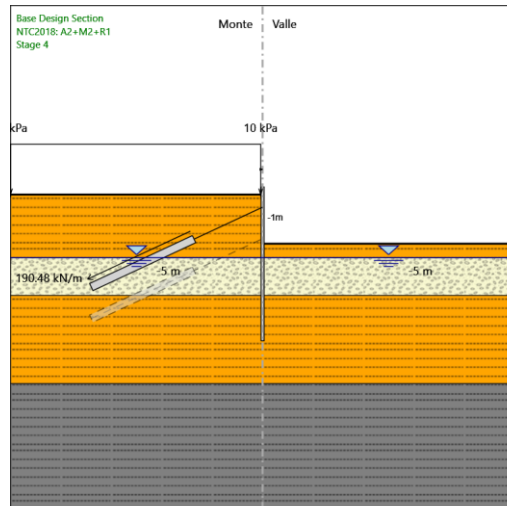 Base Design Section
NTC2018: A2+M2+R1
Stage 4
Monte Valle
kPa
10 kPa
-1m
190.48 kN/m
-5 m
-5 m